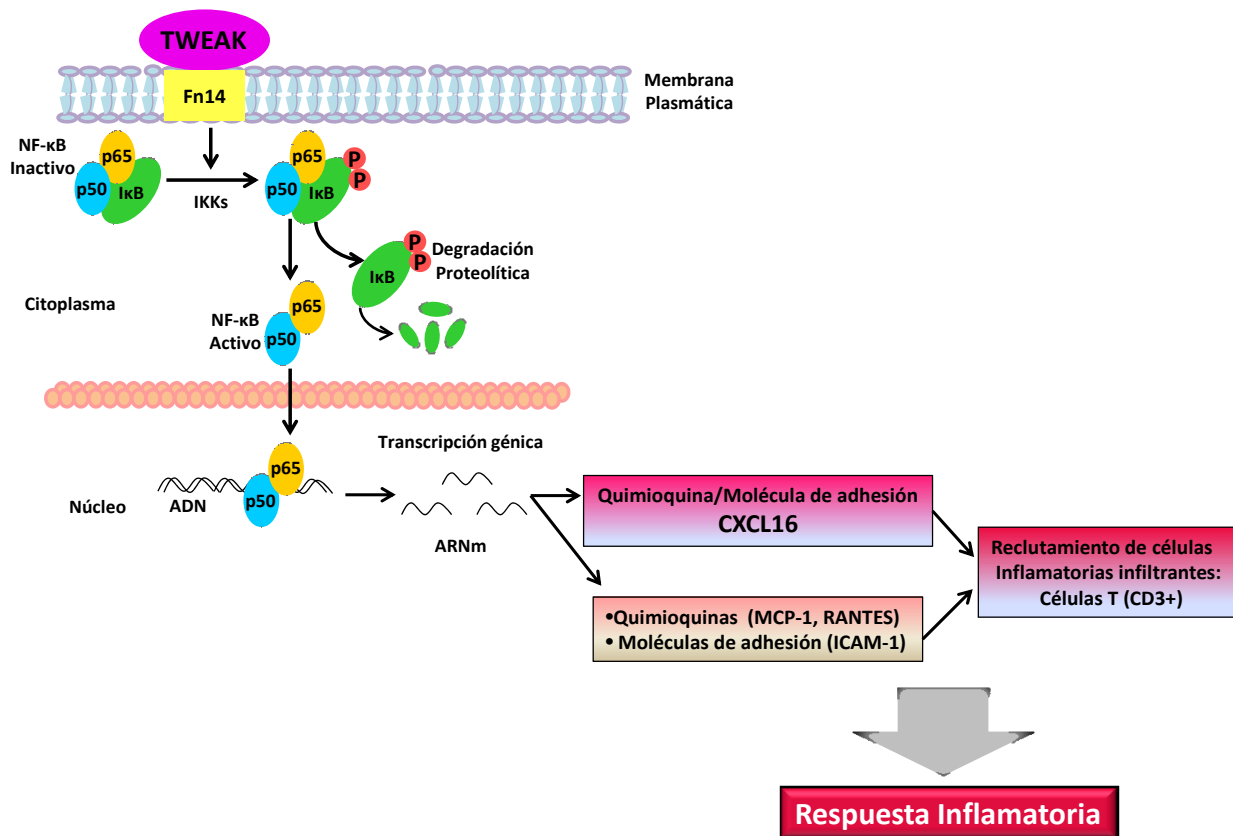 TWEAK
Fn14
Membrana
Plasmática
NF-κB
Inactivo
p65
p50
IκB
IKKs
p65
p50
IκB
P
P
P
P
IκB
Degradación
Proteolítica
Citoplasma
NF-κB
Activo
p65
p50
Transcripción génica
Núcleo
ADN
p65
p50
ARNm
Quimioquina/Molécula de adhesión
CXCL16
•Quimioquinas (MCP-1, RANTES)
• Moléculas de adhesión (ICAM-1)
Reclutamiento de células
Inflamatorias infiltrantes:
Células T (CD3+)
Respuesta Inflamatoria